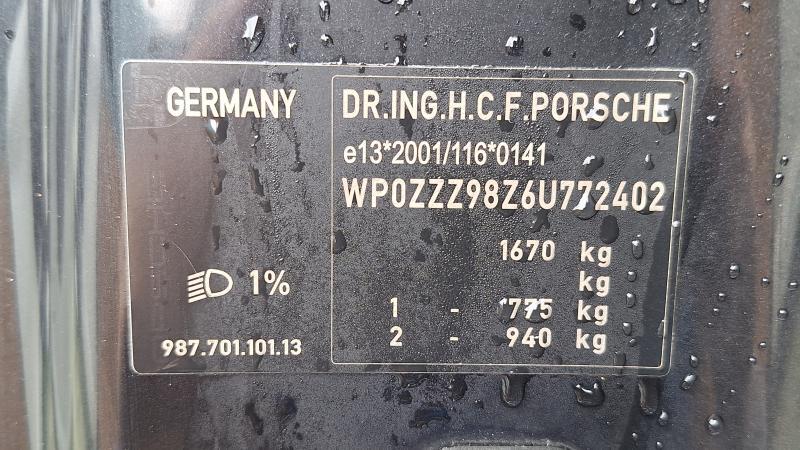 GERMANY
DR.ING.H.C.F.PORSCHE
e13*2001/116*0141
WP0ZZZ98Z6U772402
1670 kg
kg
1%
1 - 775 kg
2 - 940 kg
987.701.101.13